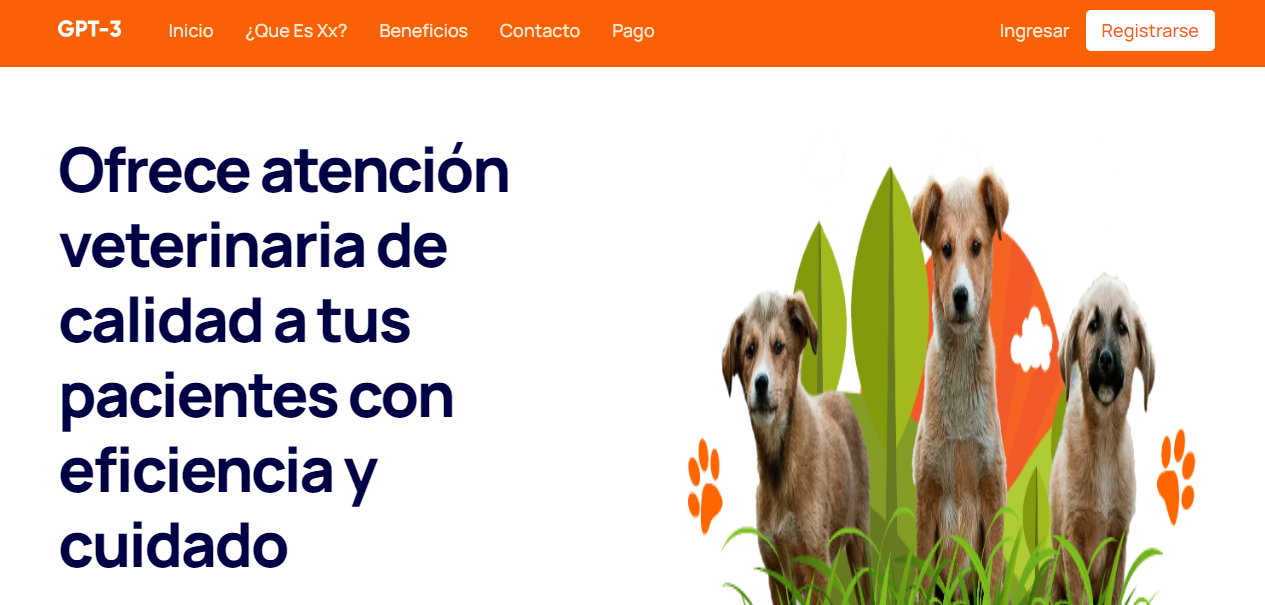 GPT-3 Inicio ¿Que Es Xx? Beneficios Contacto Pago Ingresar Registrarse
Ofrece atención
veterinaria de
calidad a tus
pacientes con
eficiencia y
cuidado